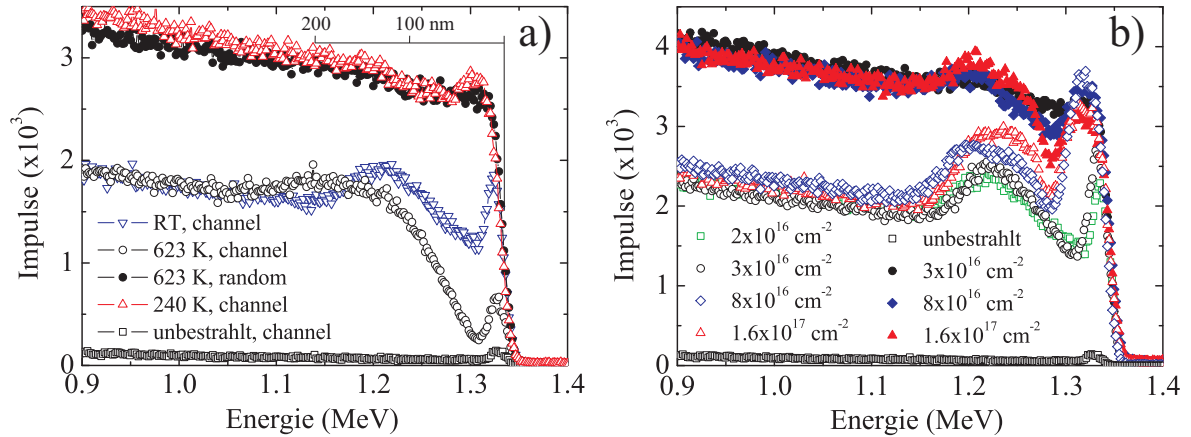 a)
200
100 nm
3
2
1
0
Impulse (x10³)
RT, channel
623 K, channel
623 K, random
240 K, channel
unbestrahlt, channel
0.9
1.0
1.1
1.2
1.3
1.4
Energie (MeV)
b)
4
3
2
1
0
Impulse (x10³)
2x10¹⁶ cm⁻²
3x10¹⁶ cm⁻²
8x10¹⁶ cm⁻²
1.6x10¹⁷ cm⁻²
unbestrahlt
3x10¹⁶ cm⁻²
8x10¹⁶ cm⁻²
1.6x10¹⁷ cm⁻²
0.9
1.0
1.1
1.2
1.3
1.4
Energie (MeV)